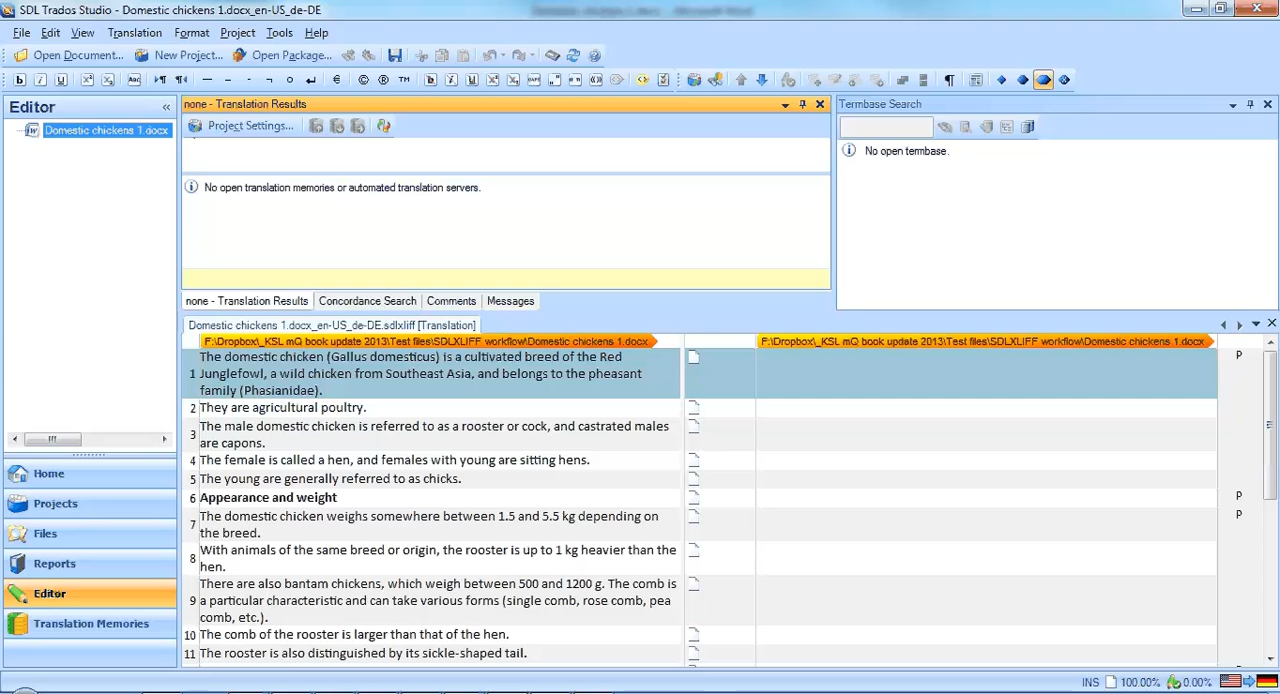 SDL Trados Studio - Domestic chickens 1.docx_en-US_de-DE
File Edit View Translation Format Project Tools Help
Open Document... New Project... Open Package...
Editor «
Domestic chickens 1.docx
none - Translation Results
Project Settings...
No open translation memories or automated translation servers.
none - Translation Results Concordance Search Comments Messages
Termbase Search
No open termbase.
Domestic chickens 1.docx_en-US_de-DE.sdlxliff [Translation]
F:\Dropbox\_KSL mQ book update 2013\Test files\SDLXLIFF workflow\Domestic chickens 1.docx F:\Dropbox\_KSL mQ book update 2013\Test files\SDLXLIFF workflow\Domestic chickens 1.docx
The domestic chicken (Gallus domesticus) is a cultivated breed of the Red P
1 Junglefowl, a wild chicken from Southeast Asia, and belongs to the pheasant
family (Phasianidae).
2 They are agricultural poultry.
3 The male domestic chicken is referred to as a rooster or cock, and castrated males
are capons.
4 The female is called a hen, and females with young are sitting hens.
5 The young are generally referred to as chicks.
6 Appearance and weight P
7 The domestic chicken weighs somewhere between 1.5 and 5.5 kg depending on P
the breed.
8 With animals of the same breed or origin, the rooster is up to 1 kg heavier than the
hen.
There are also bantam chickens, which weigh between 500 and 1200 g. The comb is
9 a particular characteristic and can take various forms (single comb, rose comb, pea
comb, etc.).
10 The comb of the rooster is larger than that of the hen.
11 The rooster is also distinguished by its sickle-shaped tail.
Home
Projects
Files
Reports
Editor
Translation Memories
INS 100.00% 0.00%